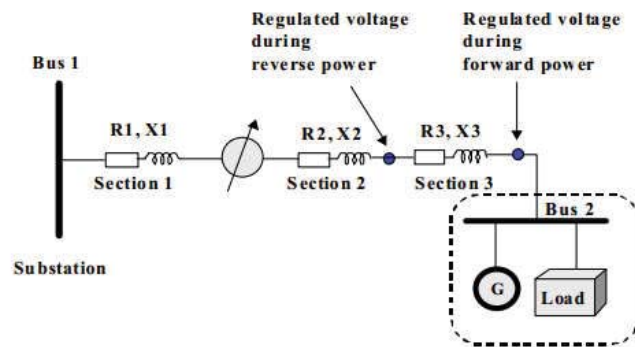 Regulated voltage
during
reverse power
Regulated voltage
during
forward power
Bus 1
R1, X1
R2, X2
R3, X3
Section 1
Section 2
Section 3
Bus 2
Substation
G
Load